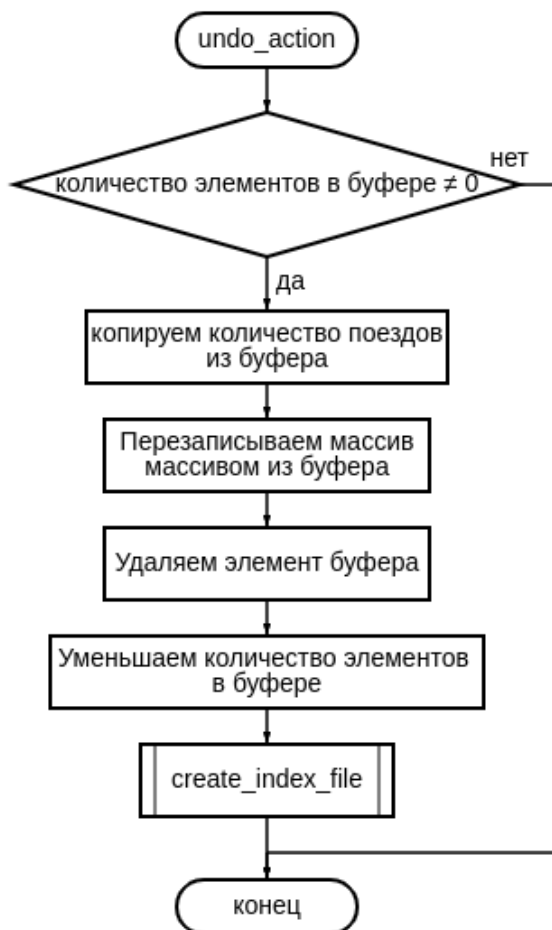 undo_action
количество элементов в буфере ≠ 0
нет
да
копируем количество поездов
из буфера
Перезаписываем массив
массивом из буфера
Удаляем элемент буфера
Уменьшаем количество элементов
в буфере
create_index_file
конец